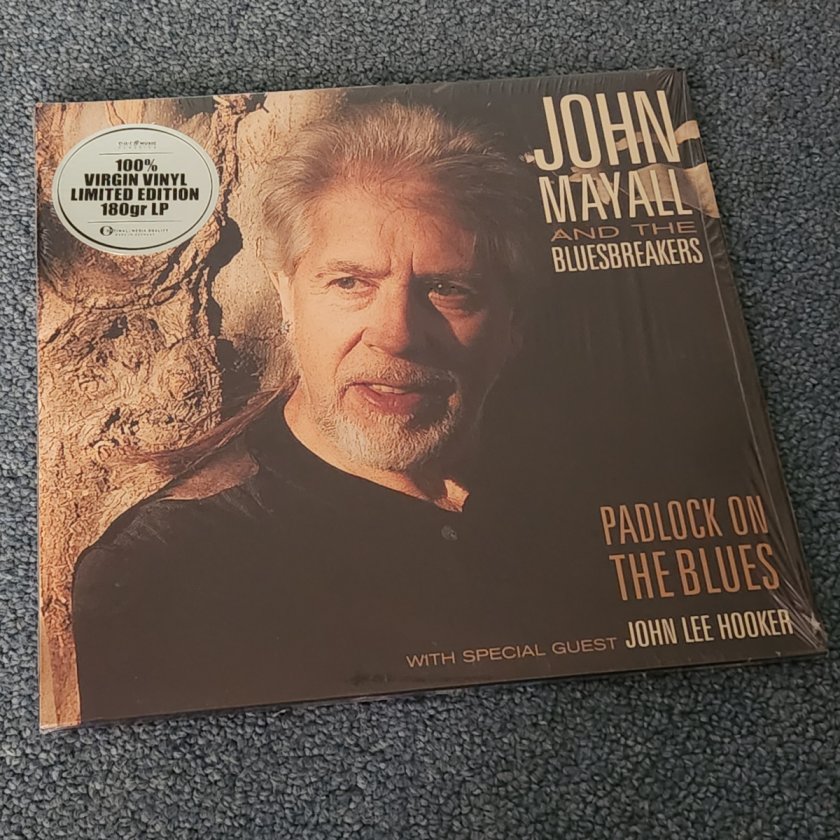 100%
VIRGIN VINYL
LIMITED EDITION
180gr LP
JOHN
MAYALL
AND THE
BLUESBREAKERS
PADLOCK ON
THE BLUES
WITH SPECIAL GUEST JOHN LEE HOOKER